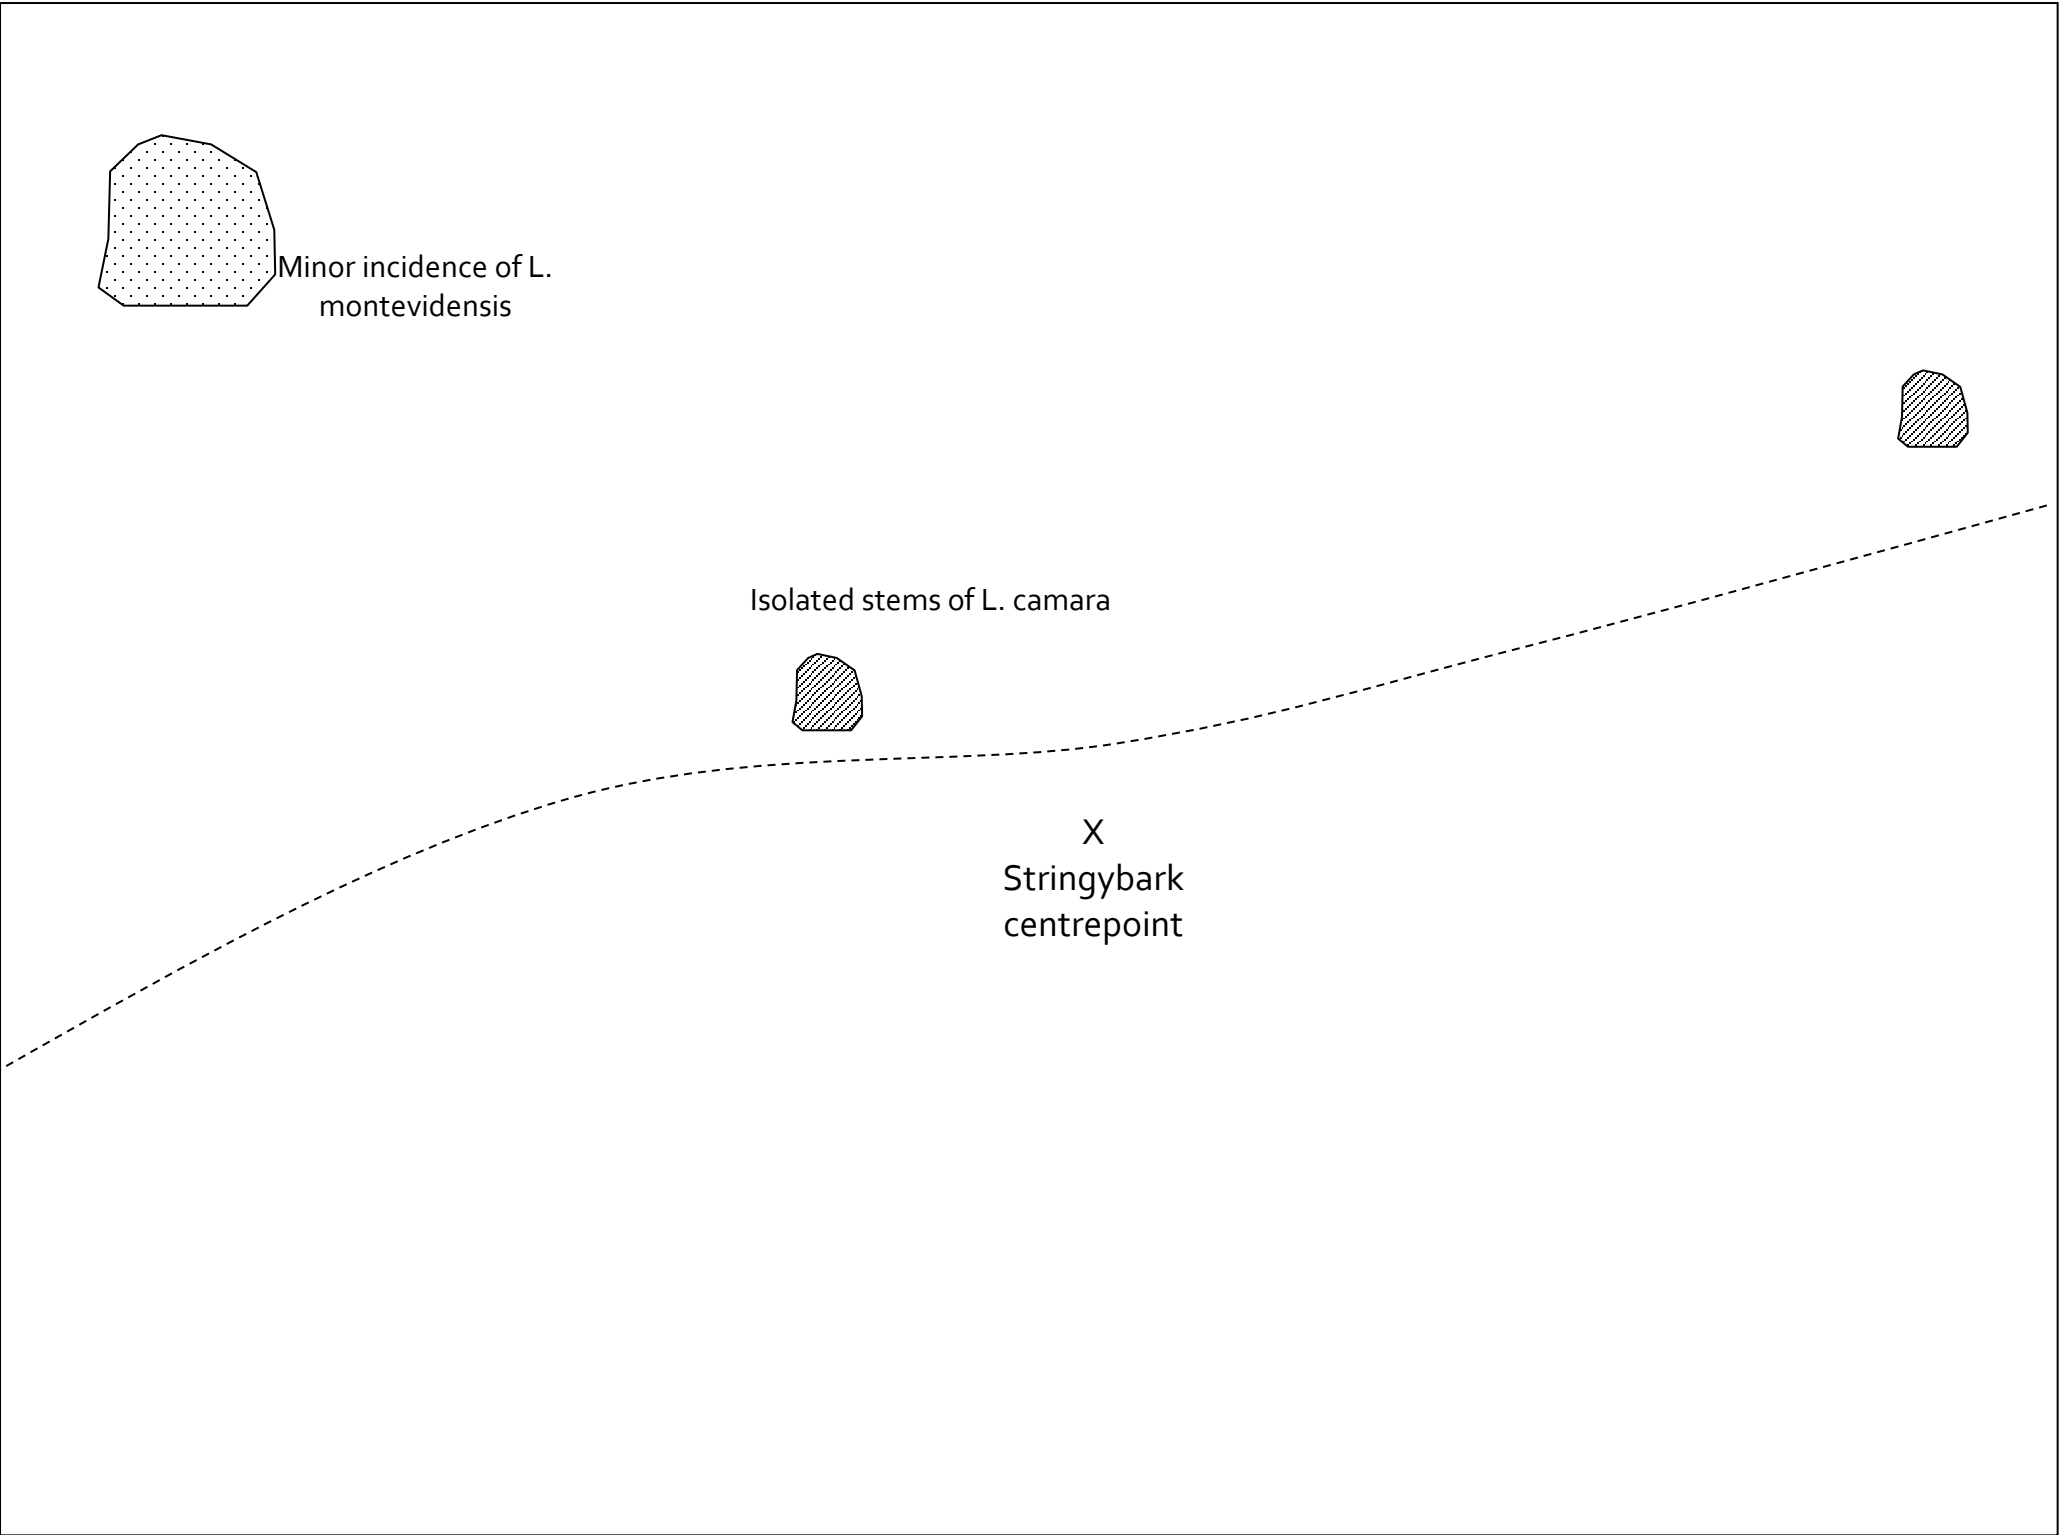 Minor incidence of L.
montevidensis
Isolated stems of L. camara
X
Stringybark
centrepoint